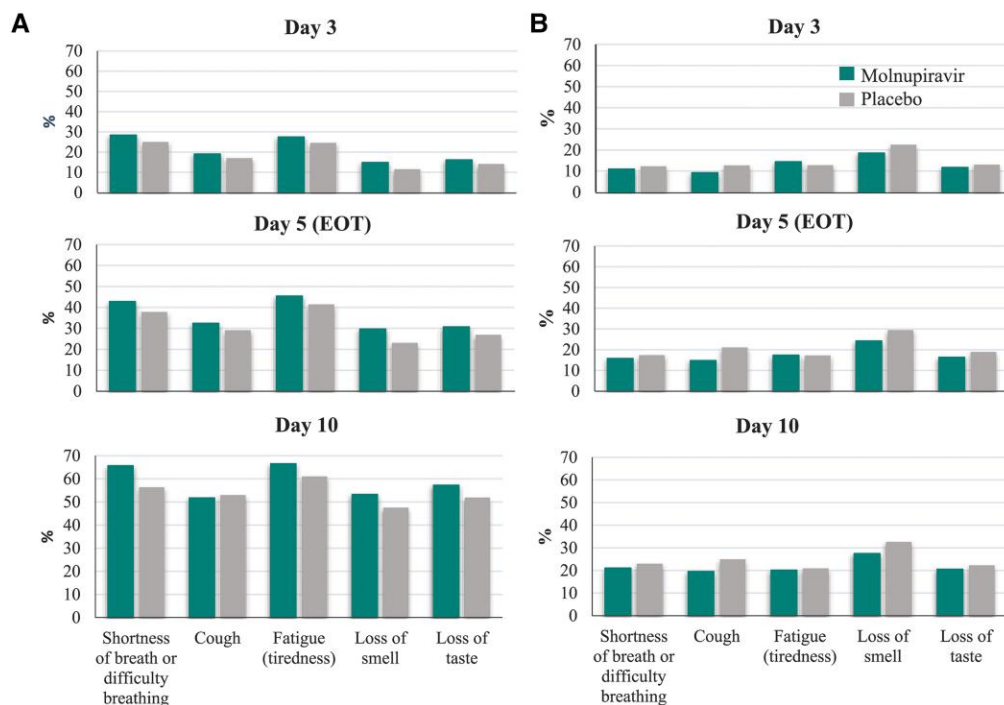 A
Day 3
70
60
50
40
30
20
10
0
%
Day 5 (EOT)
70
60
50
40
30
20
10
0
%
Day 10
70
60
50
40
30
20
10
0
%
Shortness
of breath or
difficulty
breathing
Cough
Fatigue
(tiredness)
Loss of
smell
Loss of
taste
B
Day 3
70
60
50
40
30
20
10
0
%
Molnupiravir
Placebo
Day 5 (EOT)
70
60
50
40
30
20
10
0
%
Day 10
70
60
50
40
30
20
10
0
%
Shortness
of breath or
difficulty
breathing
Cough
Fatigue
(tiredness)
Loss of
smell
Loss of
taste